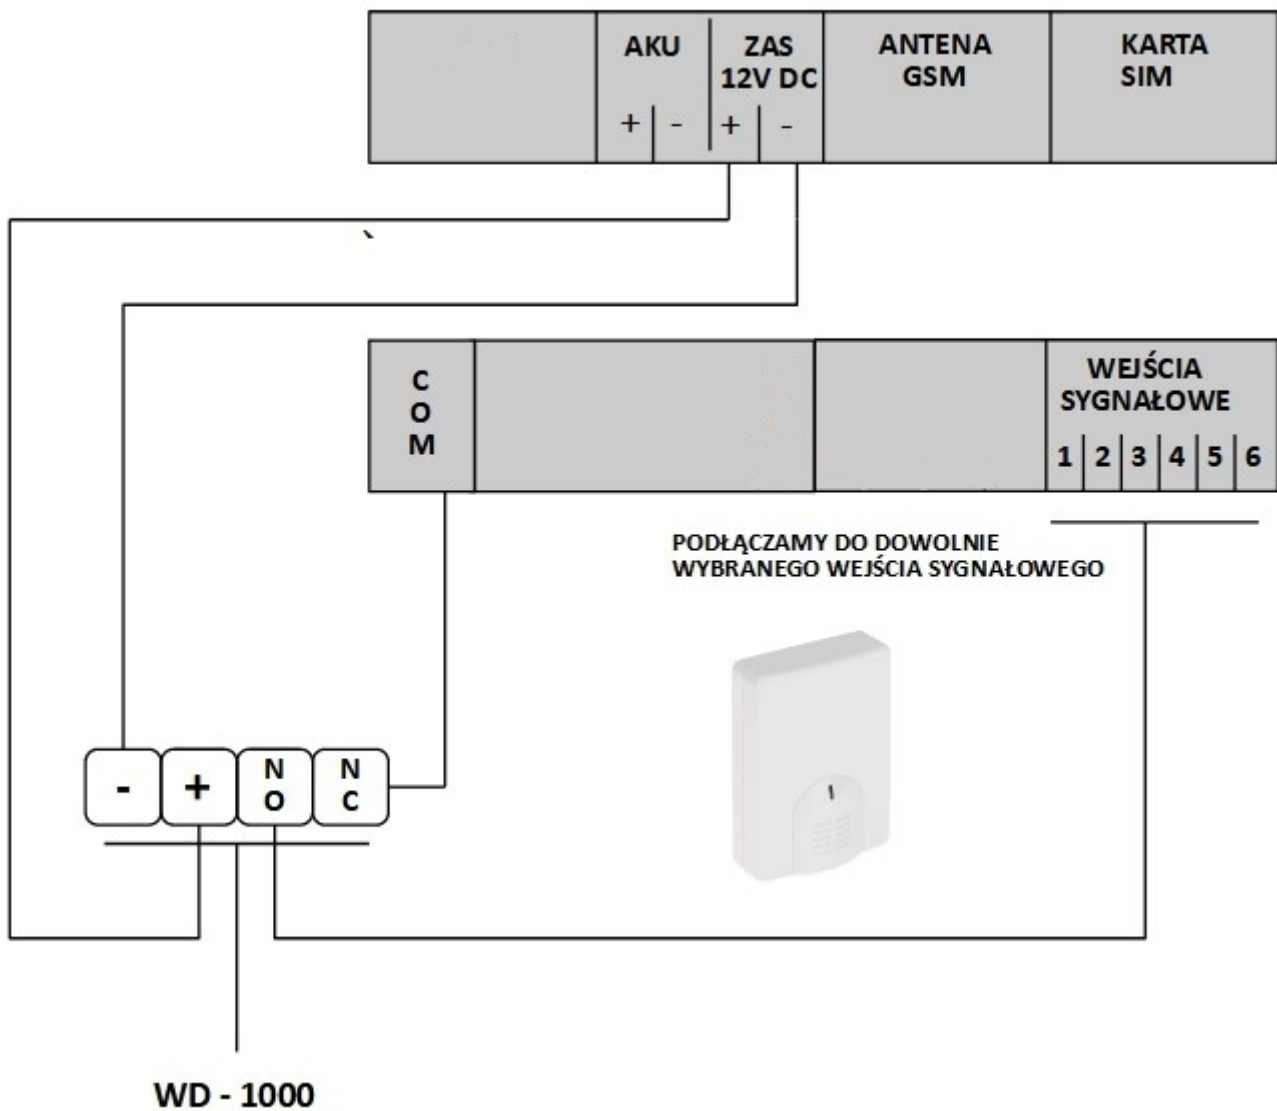 AKU
ZAS
12V DC
+ - + -
ANTENA
GSM
KARTA
SIM
`
C
O
M
WEJŚCIA
SYGNAŁOWE
1 2 3 4 5 6
PODŁĄCZAMY DO DOWOLNIE
WYBRANEGO WEJŚCIA SYGNAŁOWEGO
- +
N
O
N
C
WD - 1000